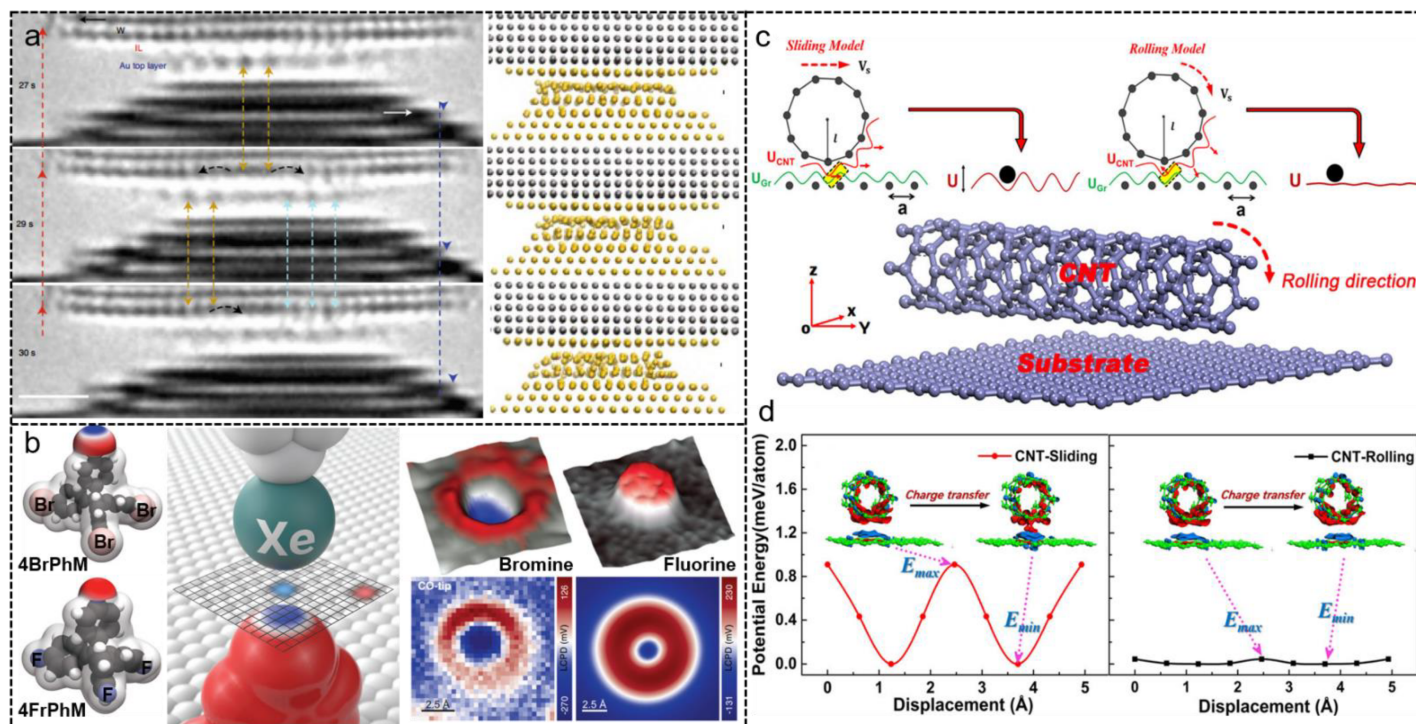 a
W
IL
Au top layer
27 s
29 s
30 s
b
Br
Br
Br
4BrPhM
F
F
F
4FrPhM
Xe
Bromine
Fluorine
CO-tip
126
LCPD (mV)
-270
2.5 Å
230
LCPD (mV)
-131
2.5 Å
c
Sliding Model
Vs
l
UCNT
UGr
U
a
Rolling Model
Vs
l
UCNT
UGr
U
a
CNT
Rolling direction
z
x
o
Y
Substrate
d
Potential Energy(meV/atom)
2.0
1.6
1.2
0.8
0.4
0.0
CNT-Sliding
Charge transfer
Emax
Emin
0 1 2 3 4 5
Displacement (Å)
CNT-Rolling
Charge transfer
Emax
Emin
0 1 2 3 4 5
Displacement (Å)